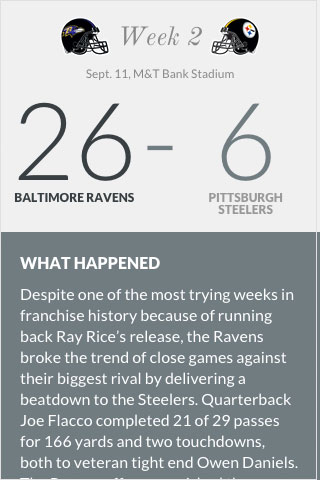 Week 2
Sept. 11, M&T Bank Stadium
26 - 6
BALTIMORE RAVENS
PITTSBURGH
STEELERS
WHAT HAPPENED
Despite one of the most trying weeks in
franchise history because of running
back Ray Rice’s release, the Ravens
broke the trend of close games against
their biggest rival by delivering a
beatdown to the Steelers. Quarterback
Joe Flacco completed 21 of 29 passes
for 166 yards and two touchdowns,
both to veteran tight end Owen Daniels.